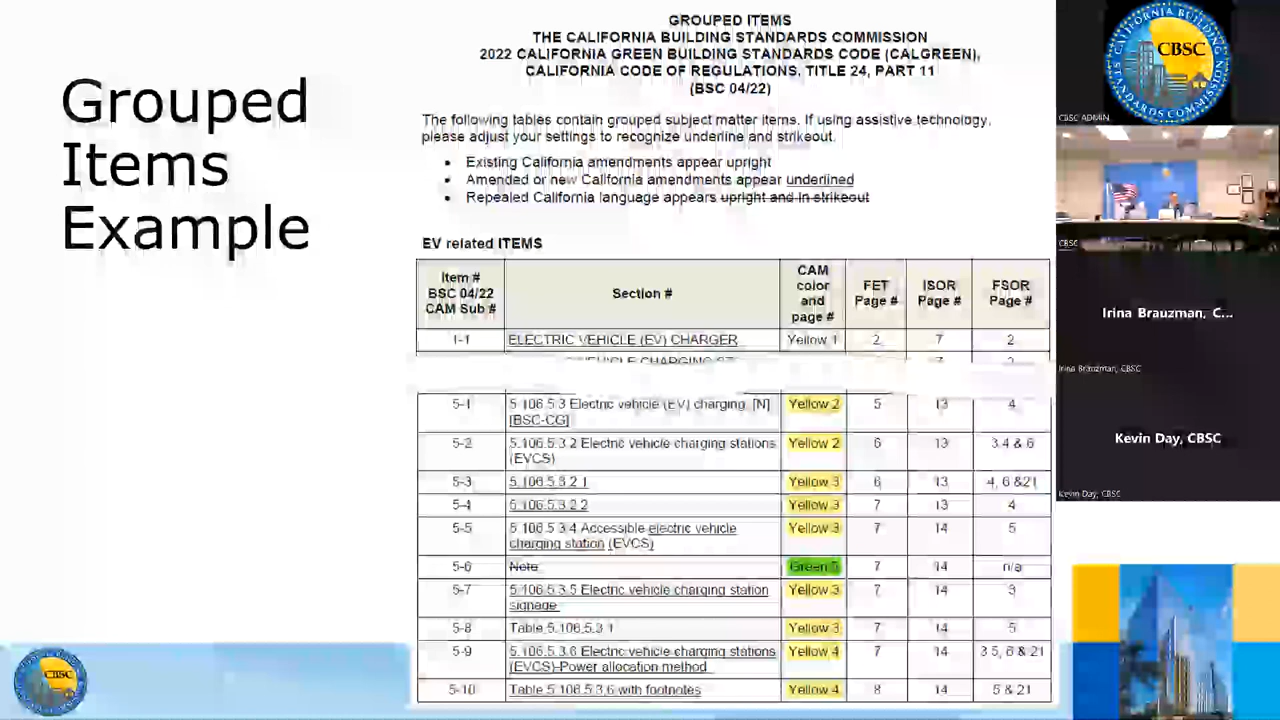 Grouped
Items
Example
GROUPED ITEMS
THE CALIFORNIA BUILDING STANDARDS COMMISSION
2022 CALIFORNIA GREEN BUILDING STANDARDS CODE (CALGREEN),
CALIFORNIA CODE OF REGULATIONS, TITLE 24, PART 11
(BSC 04/22)
The following tables contain grouped subject matter items. If using assistive technology,
please adjust your settings to recognize underline and strikeout.
• Existing California amendments appear upright
• Amended or new California amendments appear underlined
• Repealed California language appears upright and in strikeout
EV related ITEMS
Item # BSC 04/22 CAM Sub # Section # CAM color and page # FET Page # ISOR Page # FSOR Page #
1-1 ELECTRIC VEHICLE (EV) CHARGER Yellow 1 2 7 2
VEHICLE CHARGING
5-1 5.106.5.3 Electric vehicle (EV) charging. [N] Yellow 2 5 13 4
[BSC-CG]
5-2 5.106.5.3.2 Electric vehicle charging stations Yellow 2 6 13 3,4 & 6
(EVCS)
5-3 5.106.5.3.2.1 Yellow 3 6 13 4, 6 &21
5-4 5.106.5.3.2.2 Yellow 3 7 13 4
5-5 5.106.5.3.4 Accessible electric vehicle Yellow 3 7 14 5
charging station (EVCS)
5-6 Note Green 5 7 14 n/a
5-7 5.106.5.3.5 Electric vehicle charging station Yellow 3 7 14 3
signage
5-8 Table 5.106.5.3.1 Yellow 3 7 14 5
5-9 5.106.5.3.6 Electric vehicle charging stations Yellow 4 7 14 3 5, 6 & 21
(EVCS)-Power allocation method
5-10 Table 5.106.5.3.6 with footnotes Yellow 4 8 14 5 & 21
CALIFORNIA BUILDING STANDARDS COMMISSION
CBSC
CBSC ADMIN
CBSC
Irina Brauzman, C...
Irina Brauzman, CBSC
Kevin Day, CBSC
Kevin Day, CBSC
CBSC